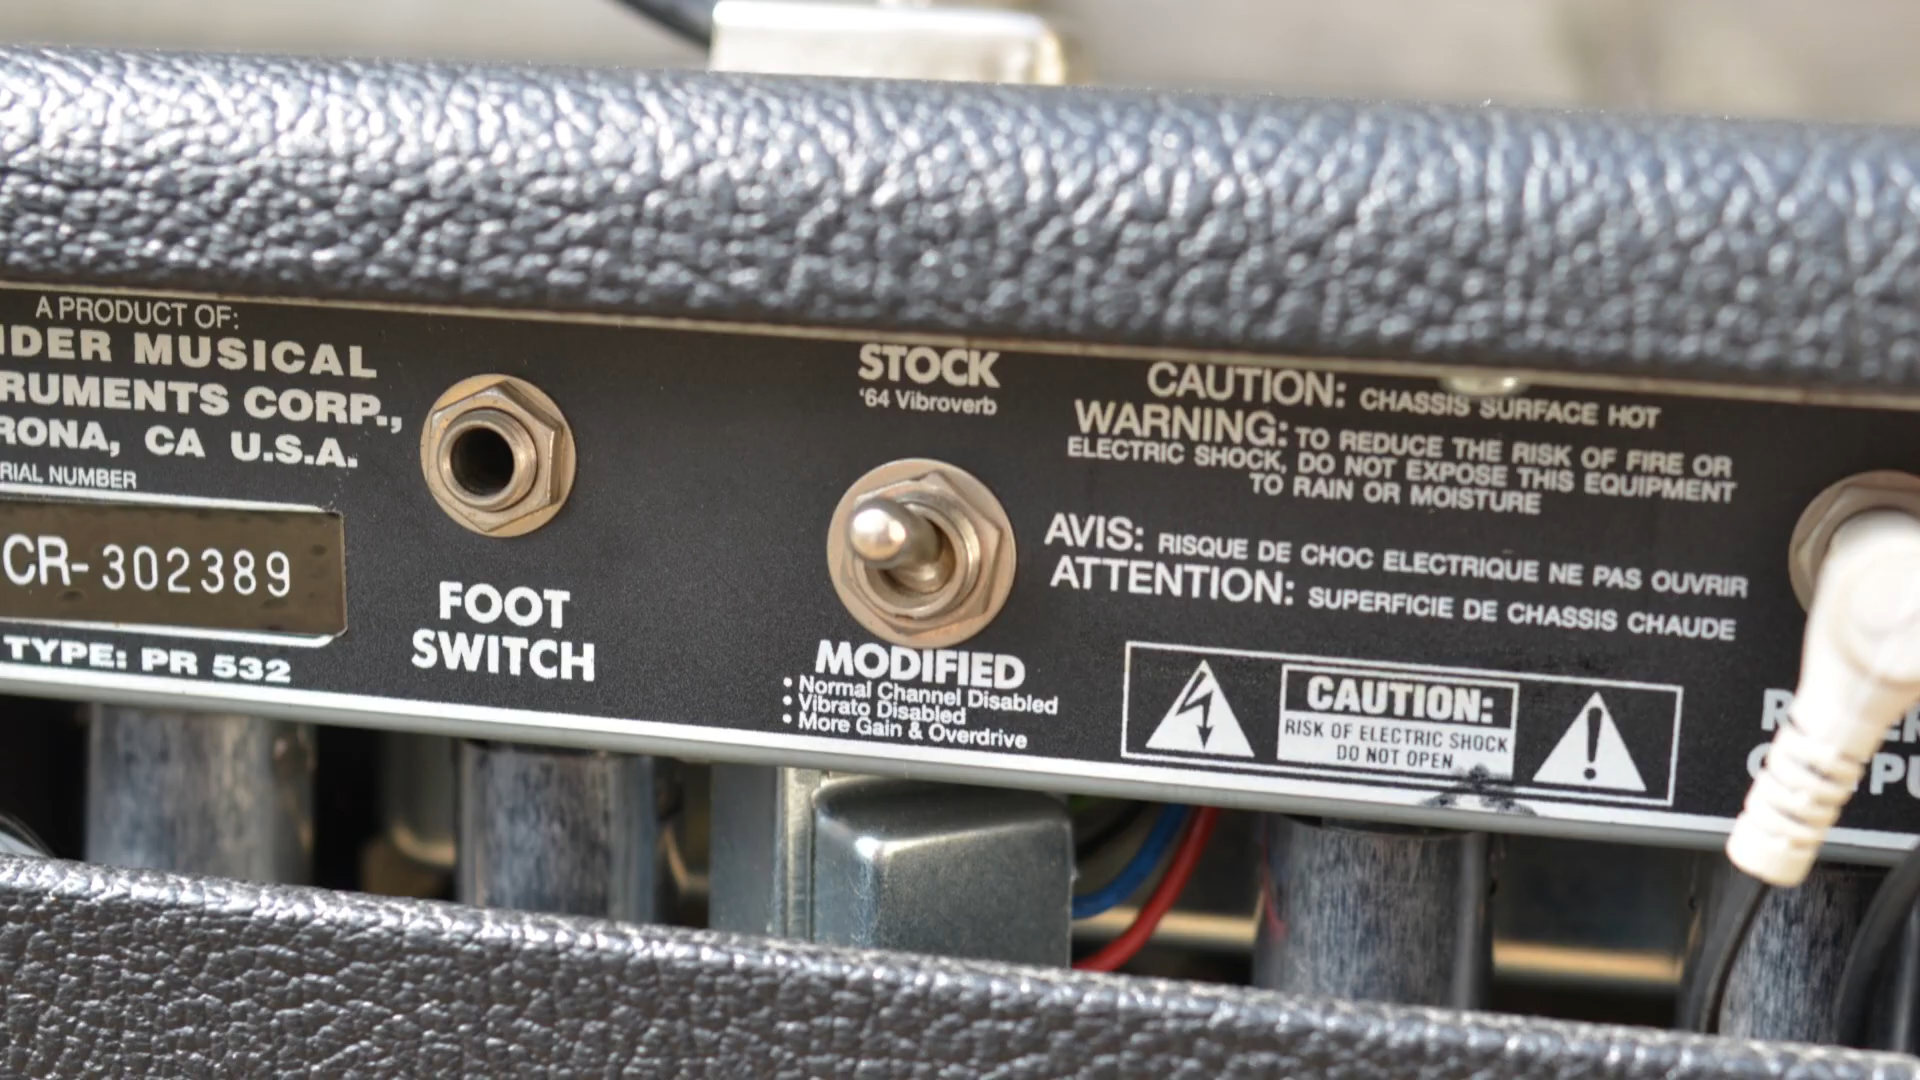 A PRODUCT OF:
NDER MUSICAL
RUMENTS CORP.,
RONA, CA U.S.A.
RIAL NUMBER
CR-302389
TYPE: PR 532
FOOT
SWITCH
STOCK
'64 Vibroverb
MODIFIED
• Normal Channel Disabled
• Vibrato Disabled
• More Gain & Overdrive
CAUTION: CHASSIS SURFACE HOT
WARNING: TO REDUCE THE RISK OF FIRE OR
ELECTRIC SHOCK, DO NOT EXPOSE THIS EQUIPMENT
TO RAIN OR MOISTURE
AVIS: RISQUE DE CHOC ELECTRIQUE NE PAS OUVRIR
ATTENTION: SUPERFICIE DE CHASSIS CHAUDE
CAUTION:
RISK OF ELECTRIC SHOCK
DO NOT OPEN